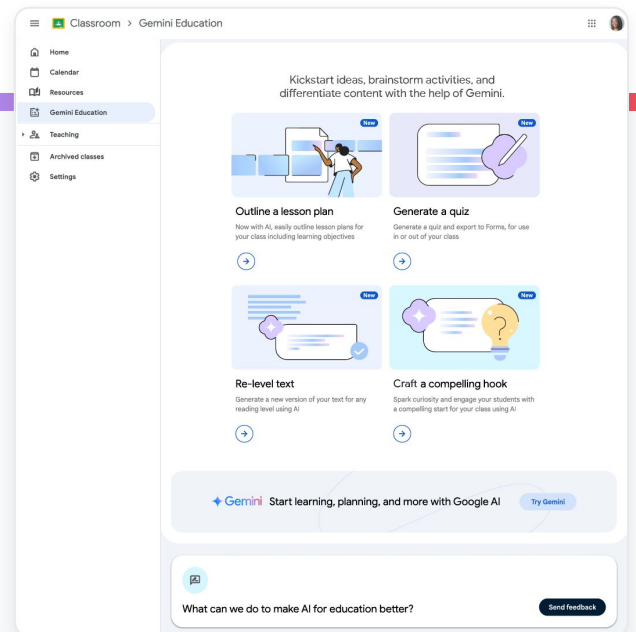 Classroom > Gemini Education
Home
Calendar
Resources
Gemini Education
Teaching
Archived classes
Settings
Kickstart ideas, brainstorm activities, and
differentiate content with the help of Gemini.
New
Outline a lesson plan
Now with AI, easily outline lesson plans for
your class including learning objectives
New
Generate a quiz
Generate a quiz and export to Forms, for use
in or out of your class
New
Re-level text
Generate a new version of your text for any
reading level using AI
New
Craft a compelling hook
Spark curiosity and engage your students with
a compelling start for your class using AI
Gemini Start learning, planning, and more with Google AI Try Gemini
What can we do to make AI for education better? Send feedback